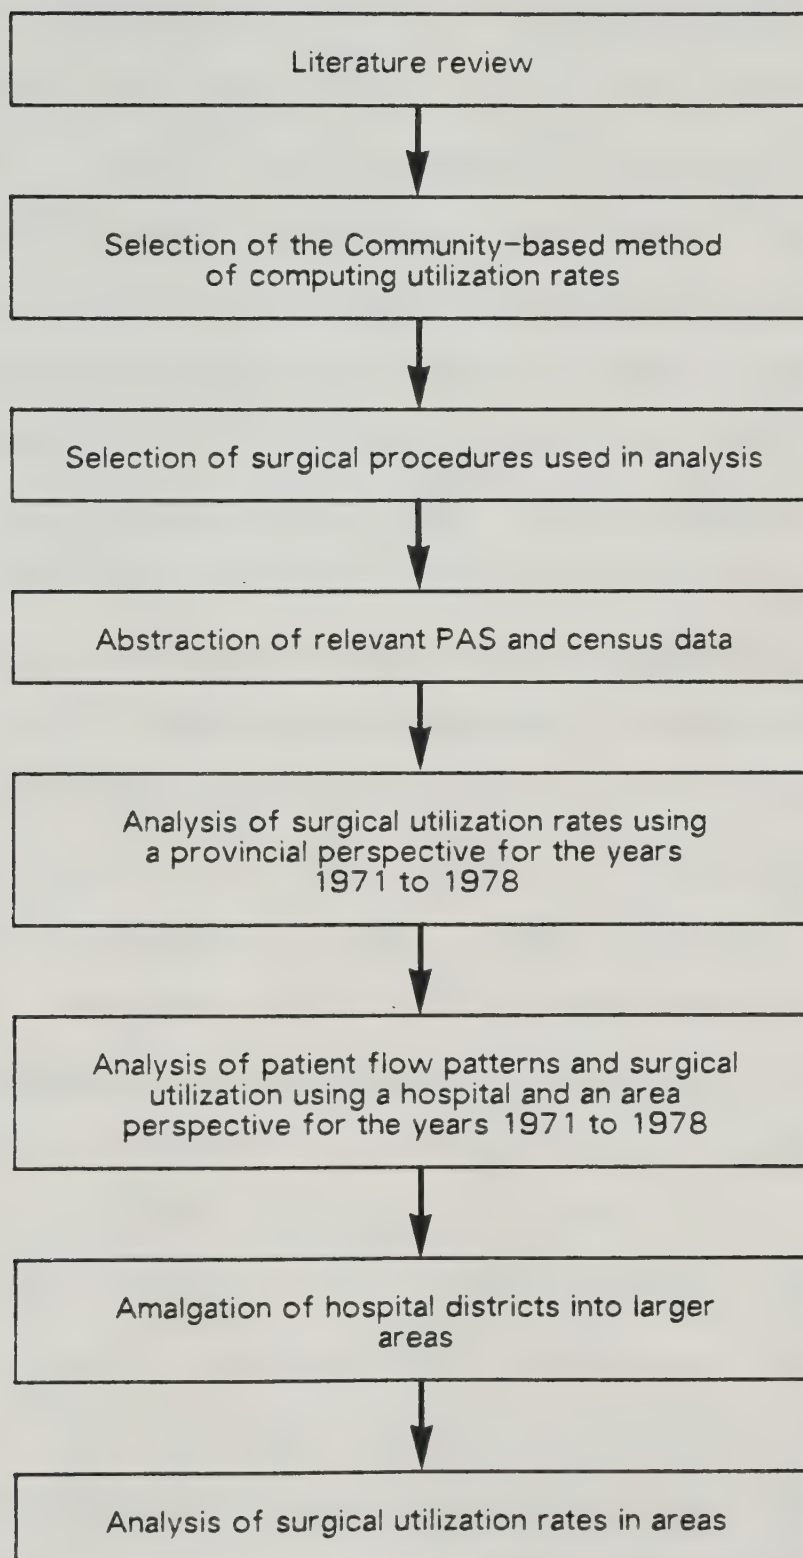 Literature review
Selection of the Community-based method
of computing utilization rates
Selection of surgical procedures used in analysis
Abstraction of relevant PAS and census data
Analysis of surgical utilization rates using
a provincial perspective for the years
1971 to 1978
Analysis of patient flow patterns and surgical
utilization using a hospital and an area
perspective for the years 1971 to 1978
Amalgation of hospital districts into larger
areas
Analysis of surgical utilization rates in areas